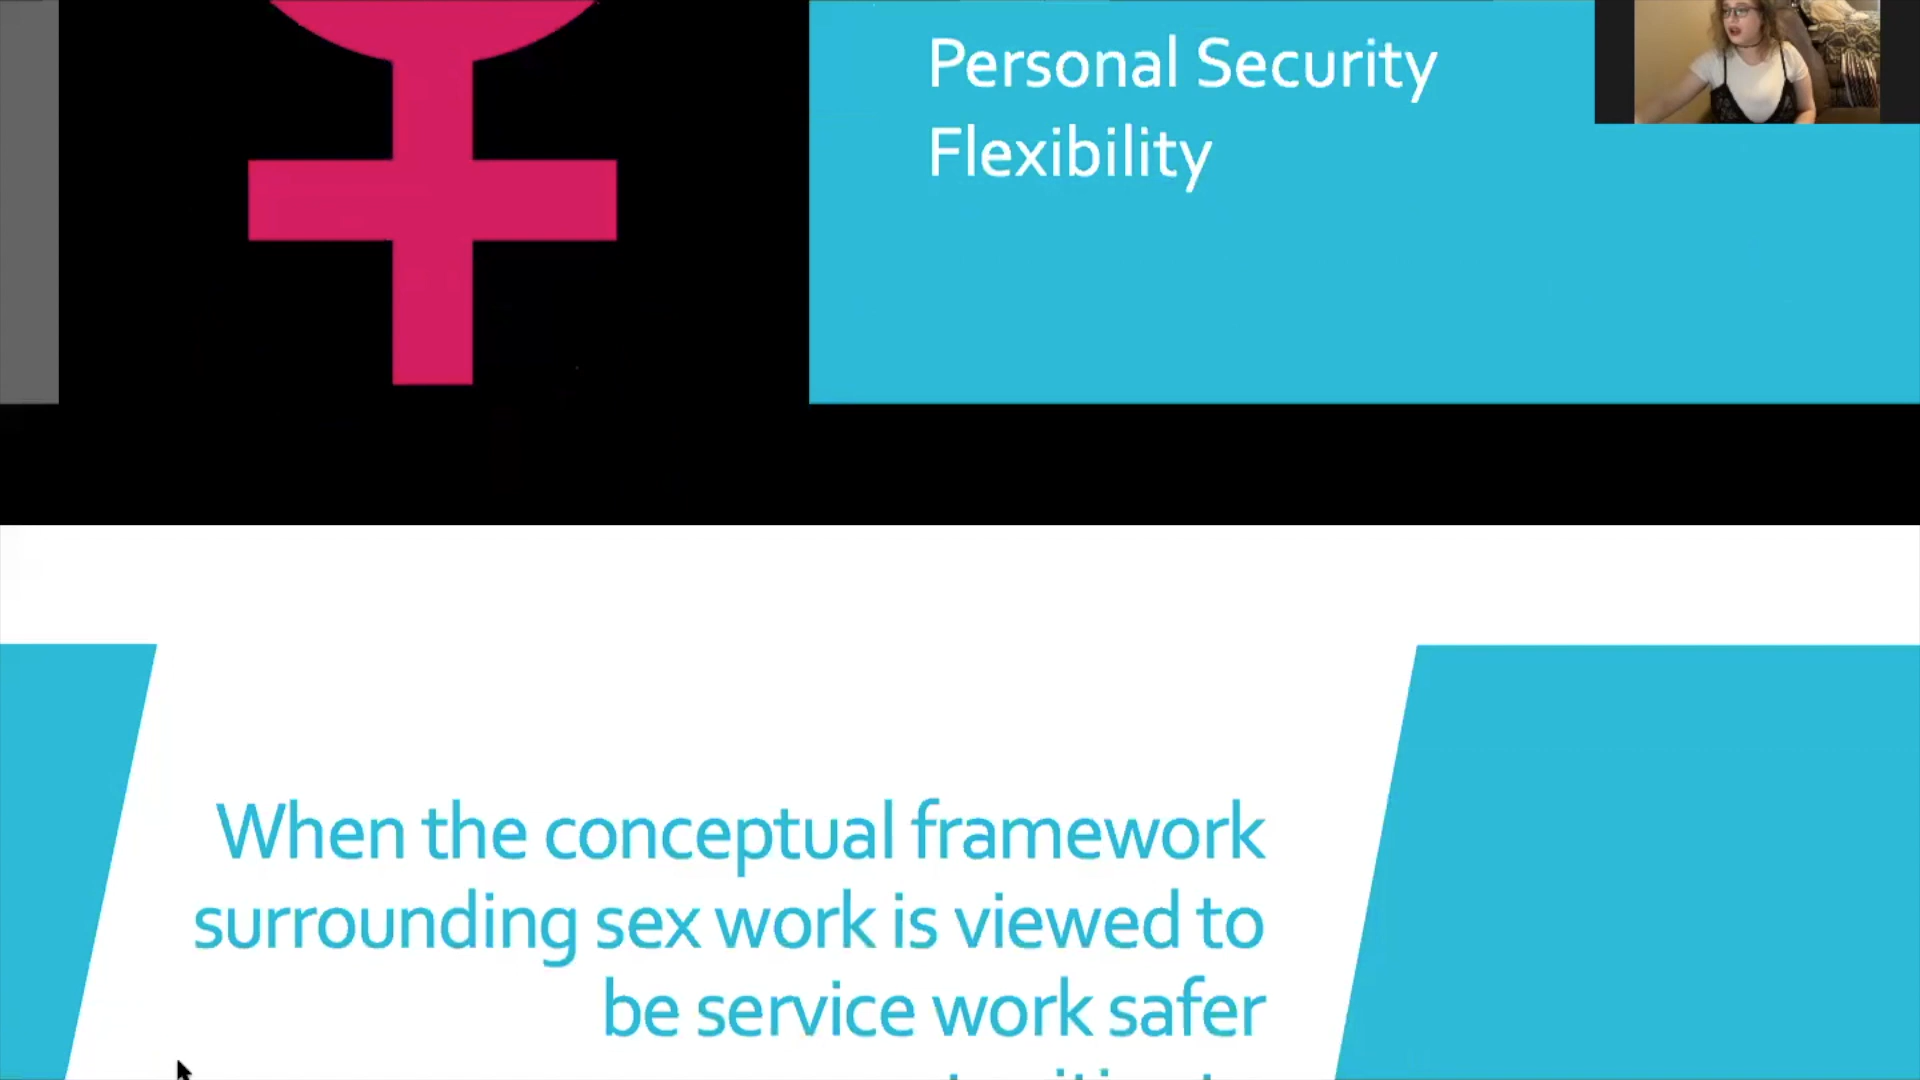 Personal Security
Flexibility
When the conceptual framework
surrounding sex work is viewed to
be service work safer